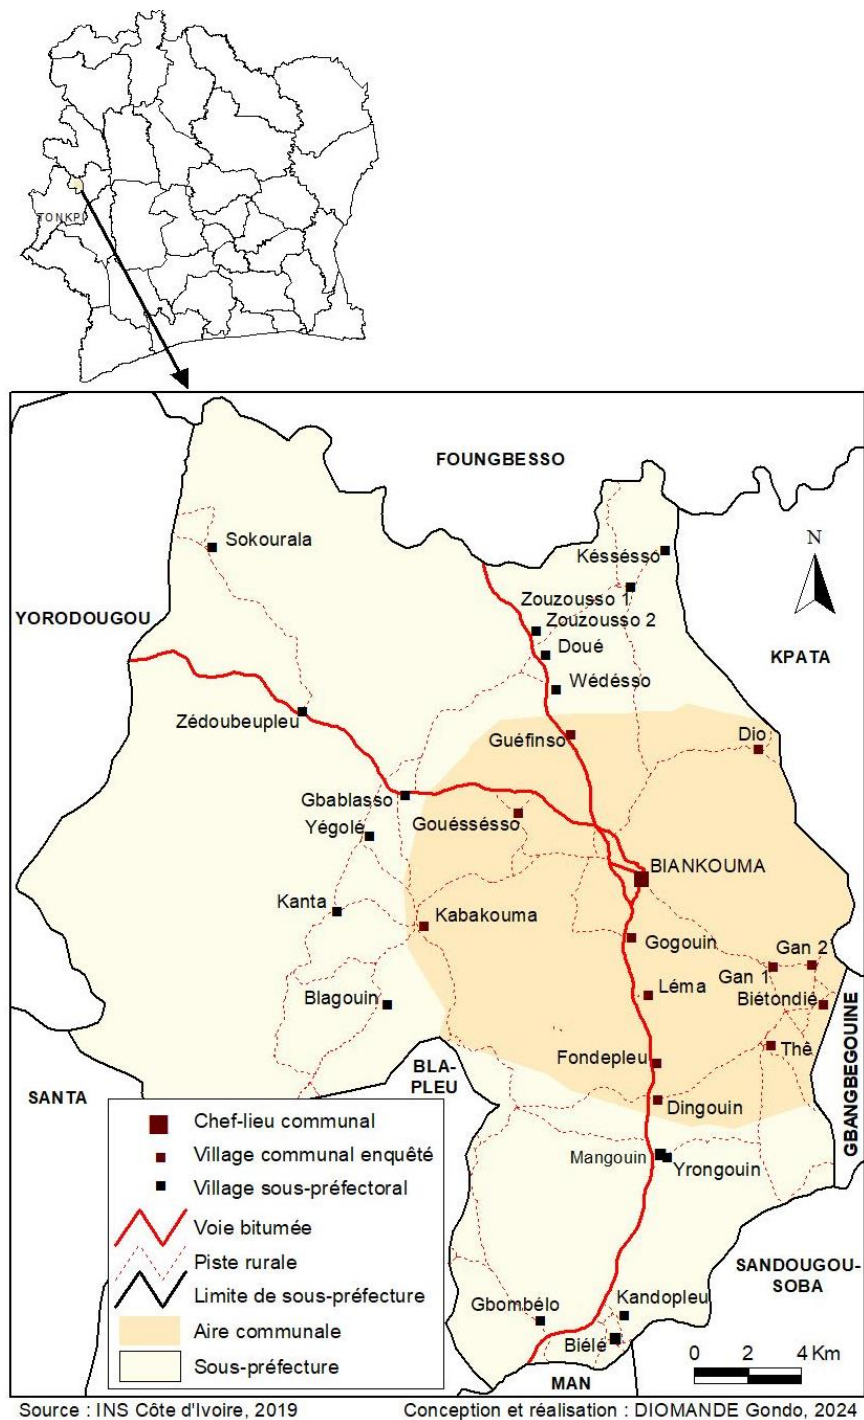 TONKPI
FOUNGBESSO
N
Sokourala
Késsésso
Zouzousso 1
YORODOUGOU
Zouzousso 2
Doué
KPATA
Wédésso
Zédoubeupleu
Guéfinso
Dio
Gbablasso
Gouéssésso
Yégolé
BIANKOUMA
Kanta
Kabakouma
Gogouin
Gan 2
Gan 1
Léma
Biétondié
Blagouin
Thê
Fondepleu
BLA-
PLEU
SANTA
GBANGBEGOUINE
Dingouin
Mangouin
Yrongouin
Chef-lieu communal
Village communal enquêté
Village sous-préfectoral
Voie bitumée
Piste rurale
Limite de sous-préfecture
Aire communale
Sous-préfecture
SANDOUGOU-
SOBA
Gbombélo
Kandopleu
Biélé
0 2 4 Km
MAN
Source : INS Côte d'Ivoire, 2019
Conception et réalisation : DIOMANDE Gondo, 2024